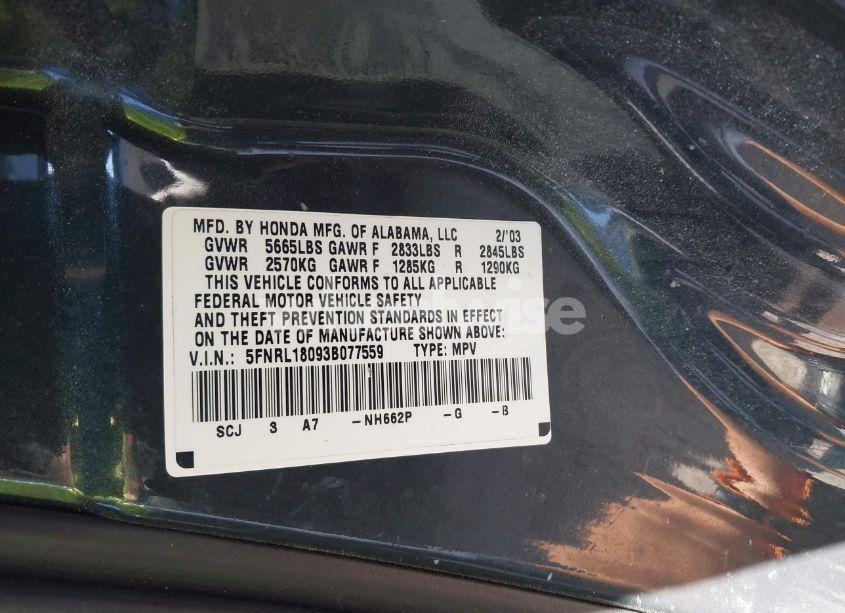 MFD. BY HONDA MFG. OF ALABAMA, LLC 2/'03
GVWR 5665LBS GAWR F 2833LBS R 2845LBS
GVWR 2570KG GAWR F 1285KG R 1290KG
THIS VEHICLE CONFORMS TO ALL APPLICABLE
FEDERAL MOTOR VEHICLE SAFETY
AND THEFT PREVENTION STANDARDS IN EFFECT
ON THE DATE OF MANUFACTURE SHOWN ABOVE:
V.I.N.: 5FNRL18093B077559 TYPE: MPV
SCJ 3 A7 -NH662P -G -B